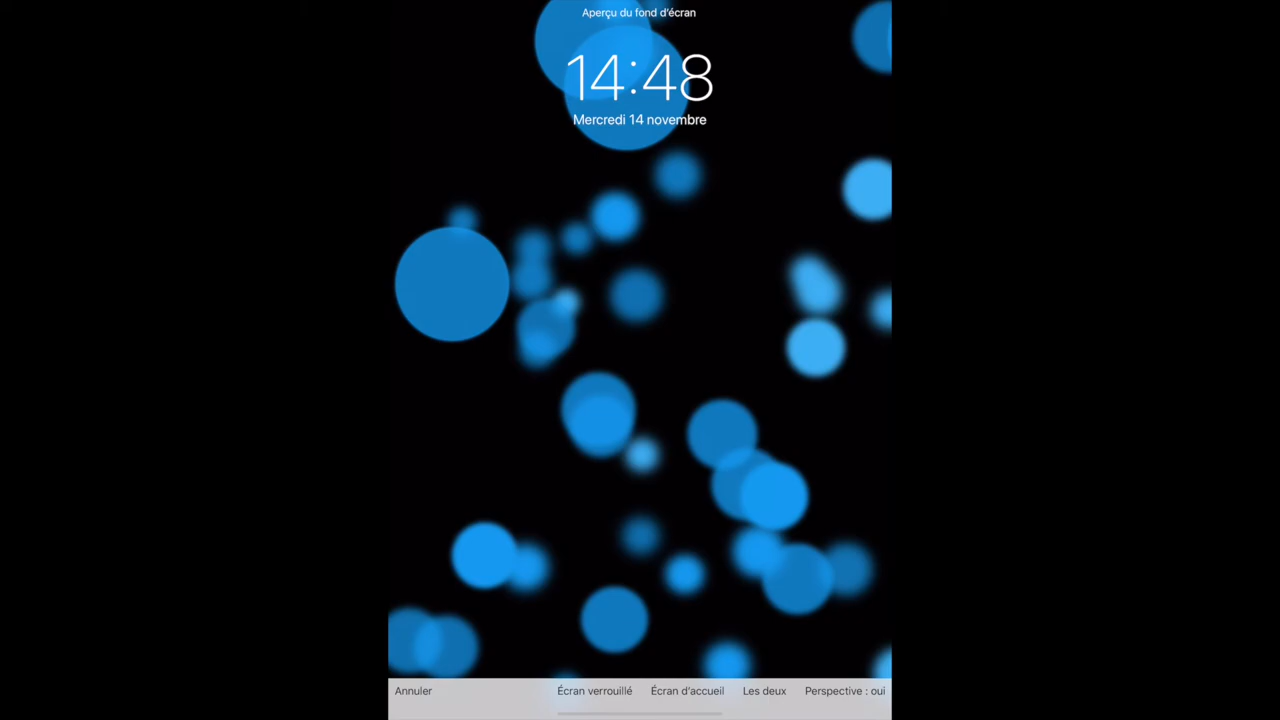 Aperçu du fond d'écran
14:48
Mercredi 14 novembre
Annuler Écran verrouillé Écran d'accueil Les deux Perspective : oui